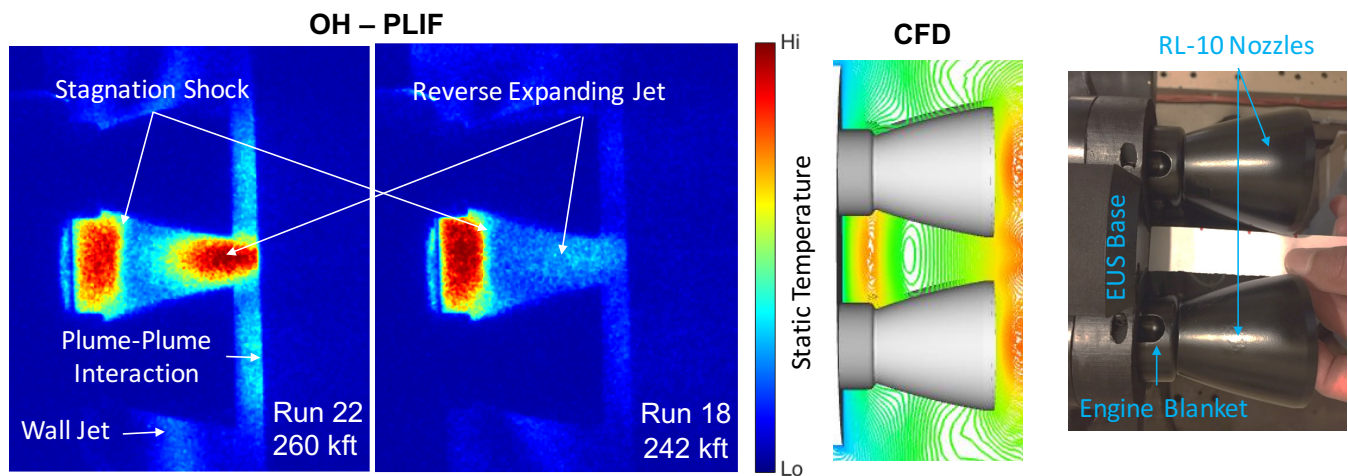 OH – PLIF
Stagnation Shock
Reverse Expanding Jet
Plume-Plume
Interaction
Wall Jet
Run 22
260 kft
Run 18
242 kft
Hi
Lo
CFD
Static Temperature
RL-10 Nozzles
EUS Base
Engine Blanket